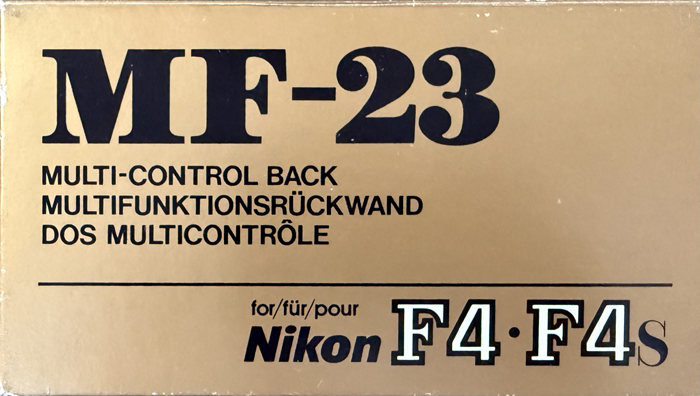 MF-23
MULTI-CONTROL BACK
MULTIFUNKTIONSRÜCKWAND
DOS MULTICONTRÔLE
for/für/pour
Nikon F4·F4s